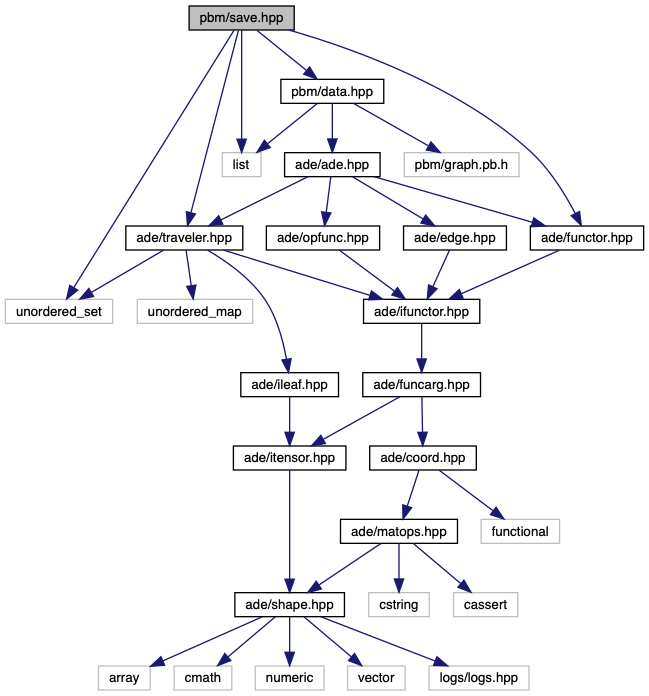 pbm/save.hpp
pbm/data.hpp
list
ade/ade.hpp
pbm/graph.pb.h
ade/traveler.hpp
ade/opfunc.hpp
ade/edge.hpp
ade/functor.hpp
unordered_set
unordered_map
ade/ifunctor.hpp
ade/ileaf.hpp
ade/funcarg.hpp
ade/itensor.hpp
ade/coord.hpp
ade/matops.hpp
functional
ade/shape.hpp
cstring
cassert
array
cmath
numeric
vector
logs/logs.hpp